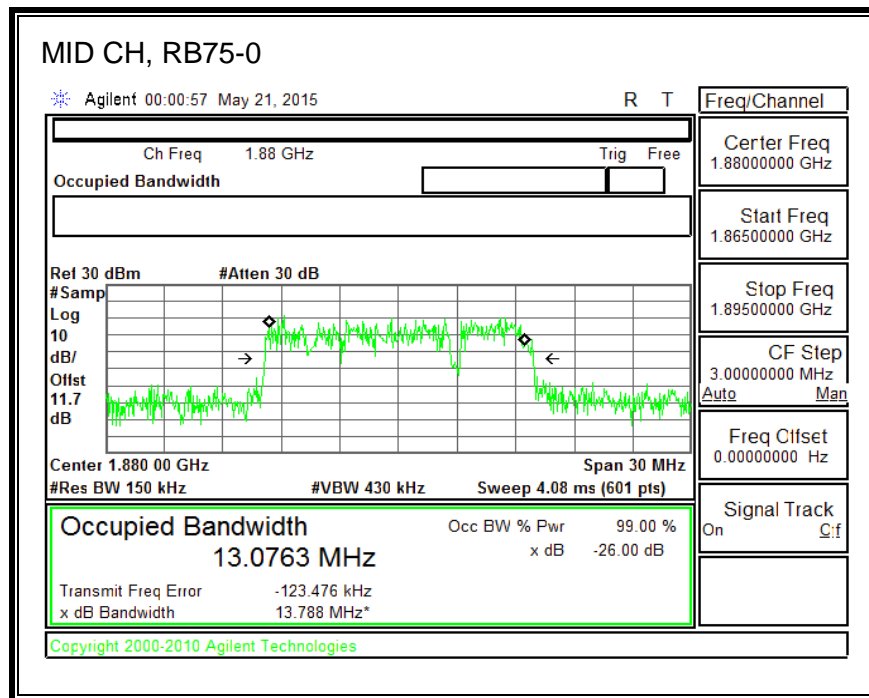 MID CH, RB75-0
Agilent 00:00:57 May 21, 2015 R T
Freq/Channel
Ch Freq 1.88 GHz Trig Free
Occupied Bandwidth
Center Freq
1.88000000 GHz
Start Freq
1.86500000 GHz
Stop Freq
1.89500000 GHz
CF Step
3.00000000 MHz
Auto Man
Freq Offset
0.00000000 Hz
Signal Track
On Off
Ref 30 dBm #Atten 30 dB
#Samp
Log
10
dB/
Offst
11.7
dB
Center 1.880 00 GHz Span 30 MHz
#Res BW 150 kHz #VBW 430 kHz Sweep 4.08 ms (601 pts)
Occupied Bandwidth Occ BW % Pwr 99.00 %
13.0763 MHz x dB -26.00 dB
Transmit Freq Error -123.476 kHz
x dB Bandwidth 13.788 MHz*
Copyright 2000-2010 Agilent Technologies